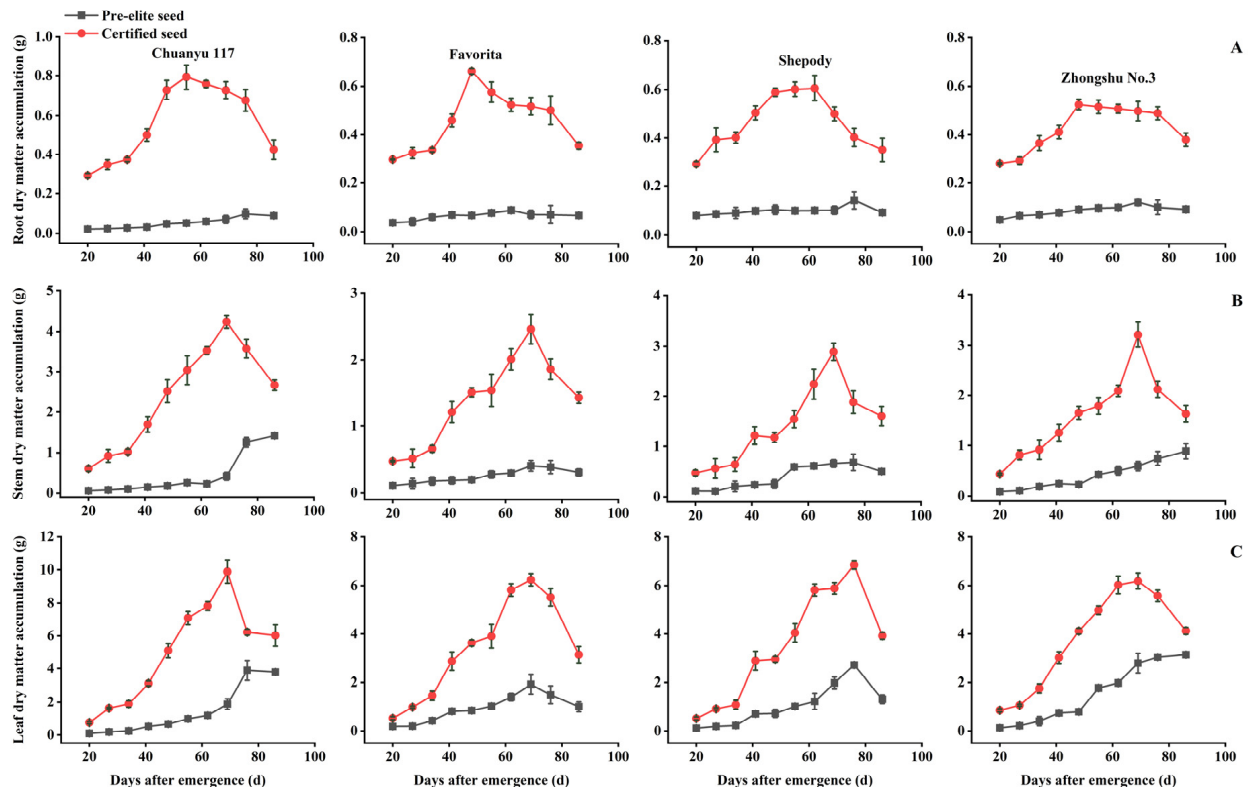 Pre-elite seed
Certified seed
Chuanyu 117
Favorita
Shepody
Zhongshu No.3
A
Root dry matter accumulation (g)
1.0
0.8
0.6
0.4
0.2
0.0
20 40 60 80 100
0.8
0.6
0.4
0.2
0.0
20 40 60 80 100
0.8
0.6
0.4
0.2
0.0
20 40 60 80 100
0.8
0.6
0.4
0.2
0.0
20 40 60 80 100
B
Stem dry matter accumulation (g)
5
4
3
2
1
0
20 40 60 80 100
3
2
1
0
20 40 60 80 100
4
3
2
1
0
20 40 60 80 100
4
3
2
1
0
20 40 60 80 100
C
Leaf dry matter accumulation (g)
12
10
8
6
4
2
0
20 40 60 80 100
8
6
4
2
0
20 40 60 80 100
8
6
4
2
0
20 40 60 80 100
8
6
4
2
0
20 40 60 80 100
Days after emergence (d)
Days after emergence (d)
Days after emergence (d)
Days after emergence (d)